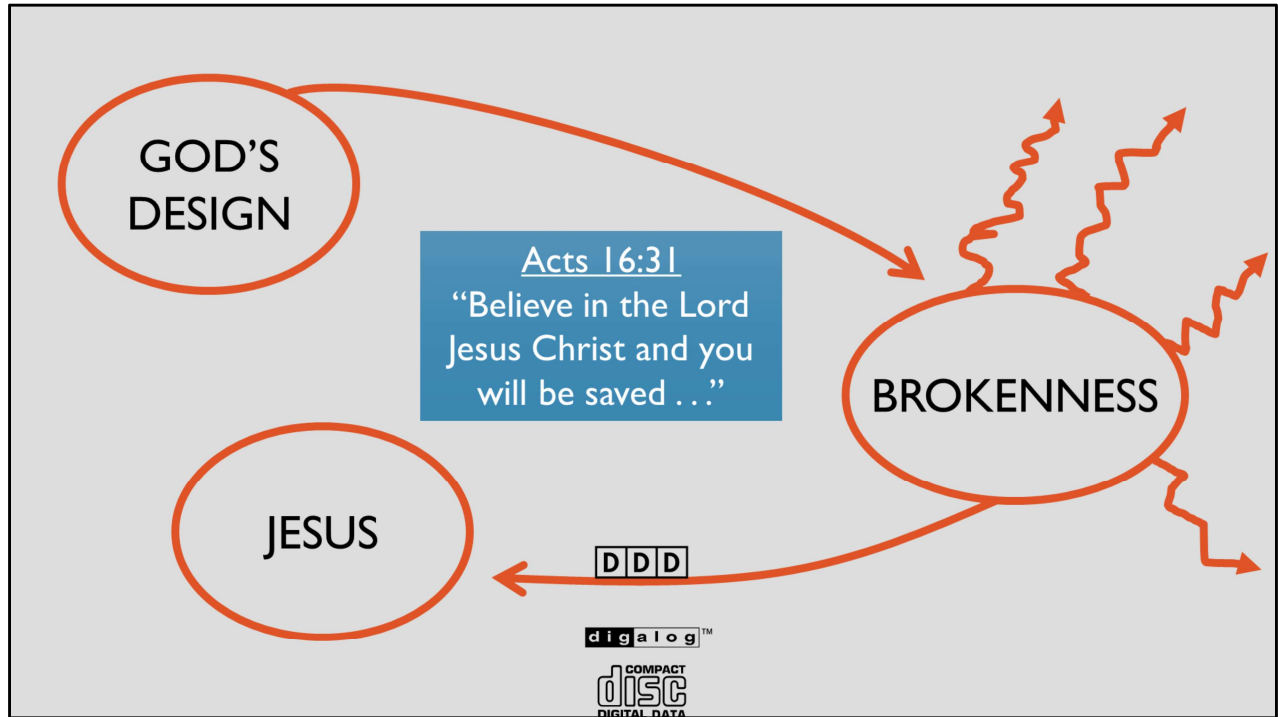 GOD'S
DESIGN
Acts 16:31
“Believe in the Lord
Jesus Christ and you
will be saved . . .”
BROKENNESS
JESUS
DDD
digalog™
COMPACT
disc
DIGITAL DATA